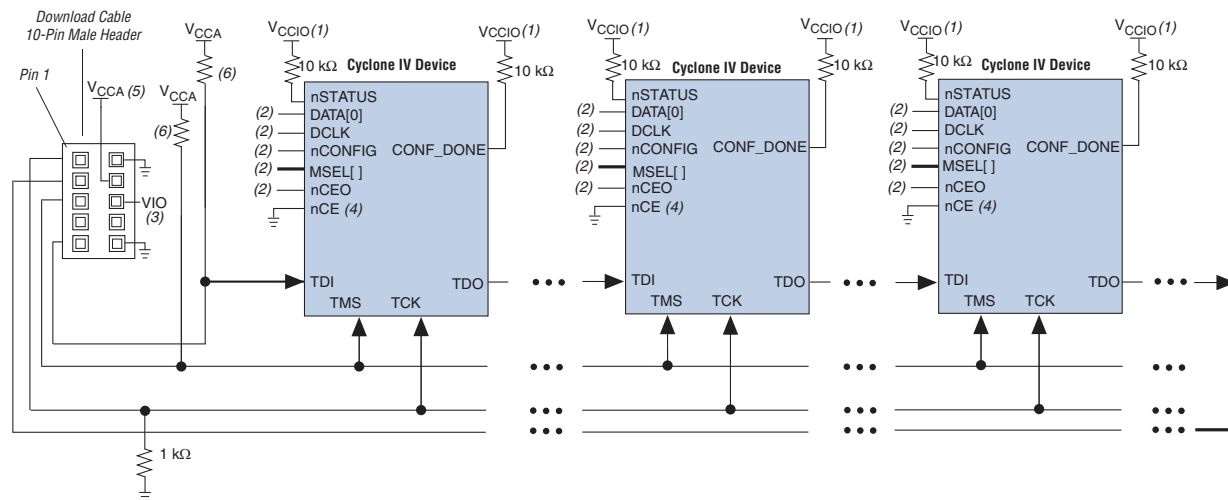 Download Cable
10-Pin Male Header
Pin 1
VCCA (5)
VCCA
(6)
VCCA
(6)
VIO
(3)
1 kΩ
VCCIO (1)
10 kΩ
Cyclone IV Device
VCCIO (1)
10 kΩ
nSTATUS
(2) DATA[0]
(2) DCLK
(2) nCONFIG
CONF_DONE
(2) MSEL[ ]
(2) nCEO
nCE (4)
TDI
TDO
TMS
TCK
VCCIO (1)
10 kΩ
Cyclone IV Device
VCCIO (1)
10 kΩ
nSTATUS
(2) DATA[0]
(2) DCLK
(2) nCONFIG
CONF_DONE
(2) MSEL[ ]
(2) nCEO
nCE (4)
TDI
TDO
TMS
TCK
VCCIO (1)
10 kΩ
Cyclone IV Device
VCCIO (1)
10 kΩ
nSTATUS
(2) DATA[0]
(2) DCLK
(2) nCONFIG
CONF_DONE
(2) MSEL[ ]
(2) nCEO
nCE (4)
TDI
TDO
TMS
TCK